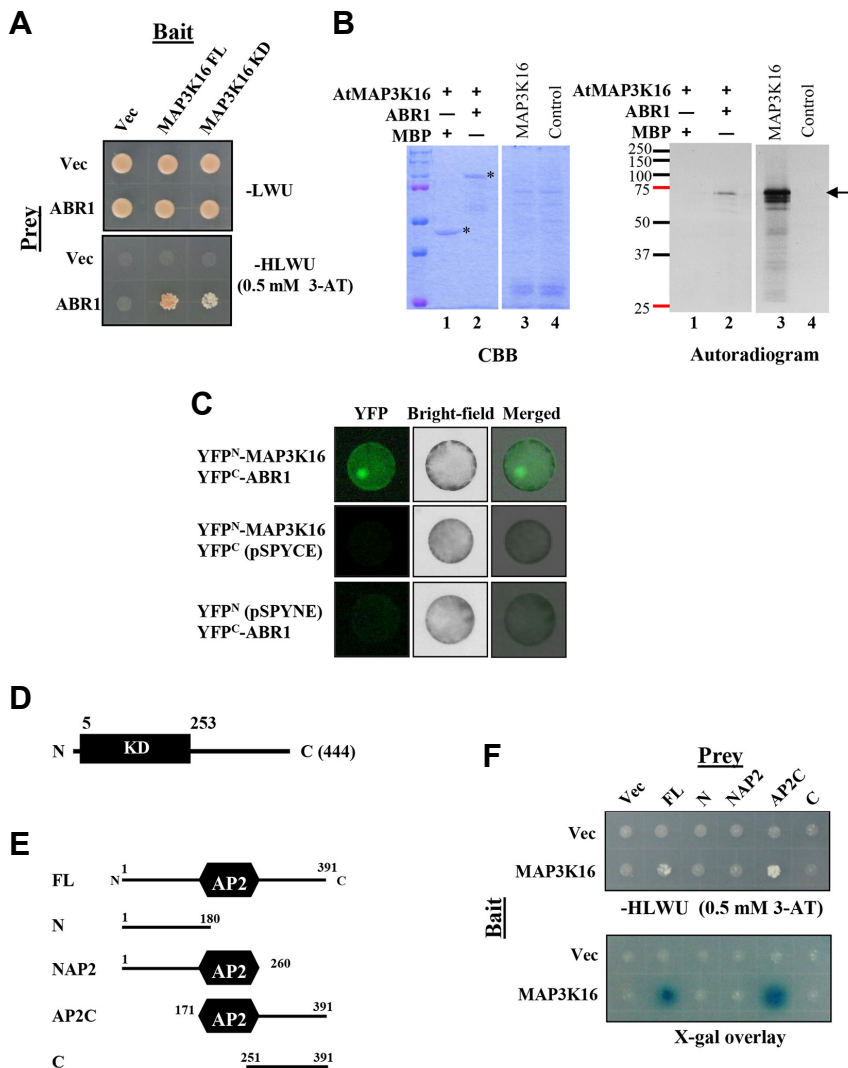 A
Bait
Vec
MAP3K16 FL
MAP3K16 KD
Prey
Vec
ABR1
-LWU
Vec
ABR1
-HLWU
(0.5 mM 3-AT)
B
AtMAP3K16 + +
ABR1 — +
MBP + —
MAP3K16
Control
*
*
1 2 3 4
CBB
AtMAP3K16 + +
ABR1 — +
MBP + —
MAP3K16
Control
250
150
100
75
50
37
25
1 2 3 4
Autoradiogram
C
YFP Bright-field Merged
YFPᴺ-MAP3K16
YFPᶜ-ABR1
YFPᴺ-MAP3K16
YFPᶜ (pSPYCE)
YFPᴺ (pSPYNE)
YFPᶜ-ABR1
D
5 253
N KD C (444)
E
FL N 1 AP2 391 C
N 1 180
NAP2 1 AP2 260
AP2C 171 AP2 391
C 251 391
F
Prey
Vec FL N NAP2 AP2C C
Bait
Vec
MAP3K16
-HLWU (0.5 mM 3-AT)
Vec
MAP3K16
X-gal overlay